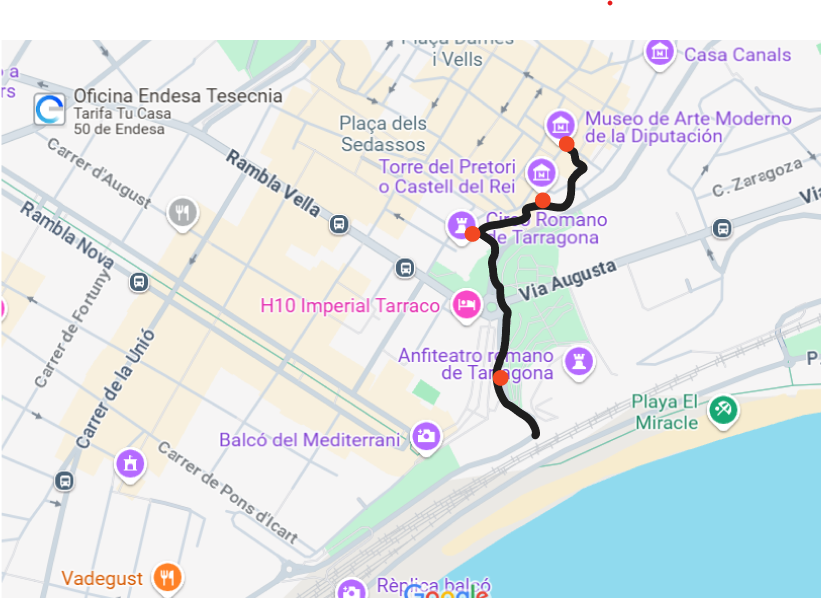 Plaça Dames
i Vells
Casa Canals
Oficina Endesa Tesecnia
Tarifa Tu Casa
50 de Endesa
Plaça dels
Sedassos
Museo de Arte Moderno
de la Diputación
Carrer d'August
Rambla Vella
Torre del Pretori
o Castell del Rei
C. Zaragoza
Circo Romano
de Tarragona
Rambla Nova
Via Augusta
H10 Imperial Tarraco
Carrer de Fortuny
Carrer de la Unió
Anfiteatro romano
de Tarragona
Playa El
Miracle
Balcó del Mediterrani
Carrer de Pons d'Icart
Vadegust
Rèplica balcó
Google